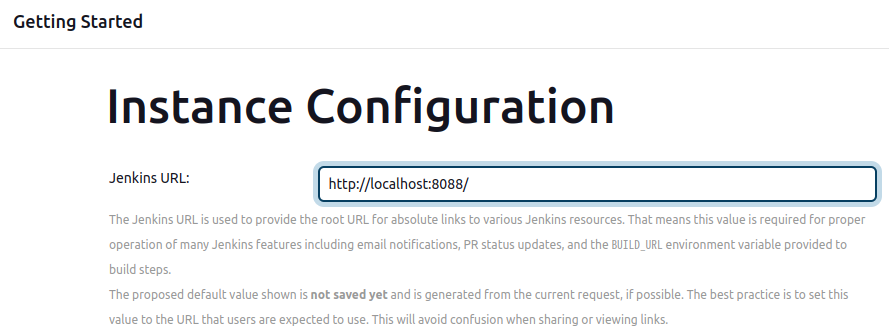 Getting Started
Instance Configuration
Jenkins URL:
http://localhost:8088/
The Jenkins URL is used to provide the root URL for absolute links to various Jenkins resources. That means this value is required for proper
operation of many Jenkins features including email notifications, PR status updates, and the BUILD_URL environment variable provided to
build steps.
The proposed default value shown is not saved yet and is generated from the current request, if possible. The best practice is to set this
value to the URL that users are expected to use. This will avoid confusion when sharing or viewing links.